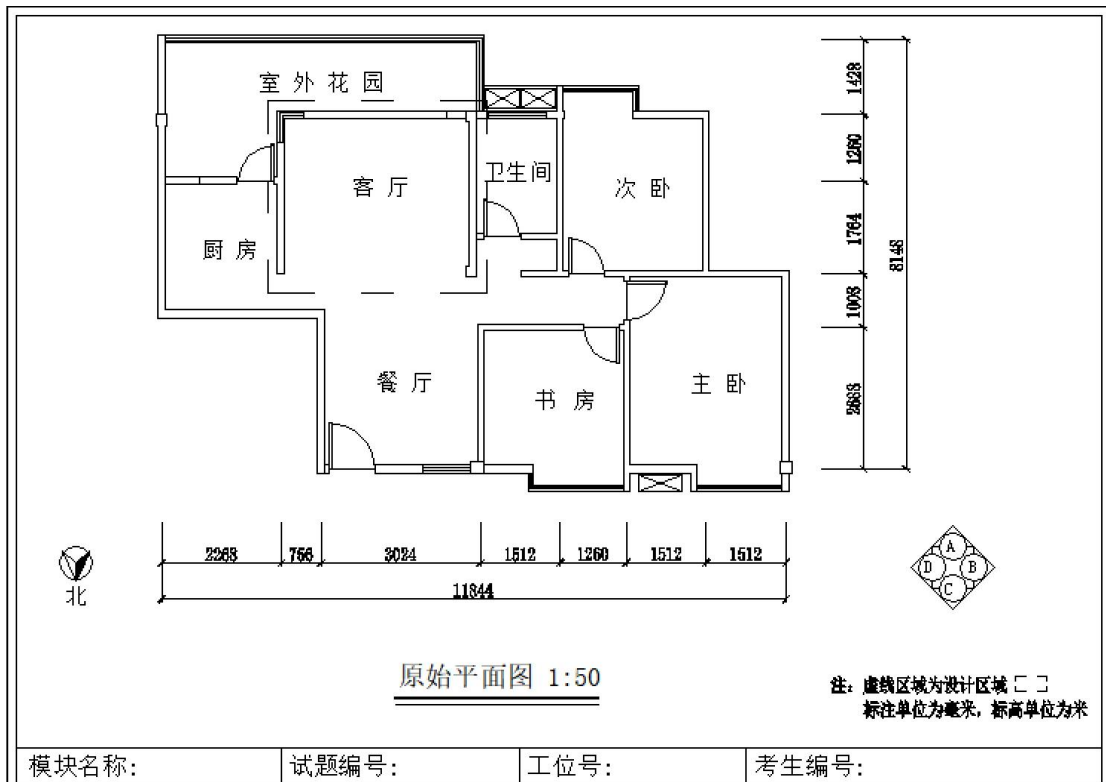 室外花园
客厅
卫生间
次卧
厨房
餐厅
书房
主卧
1428
1260
1764
1008
2688
8148
2268
756
3024
1512
1260
1512
1512
11844
北
A
D
B
C
原始平面图 1:50
注：虚线区域为设计区域
标注单位为毫米，标高单位为米
模块名称：
试题编号：
工位号：
考生编号：